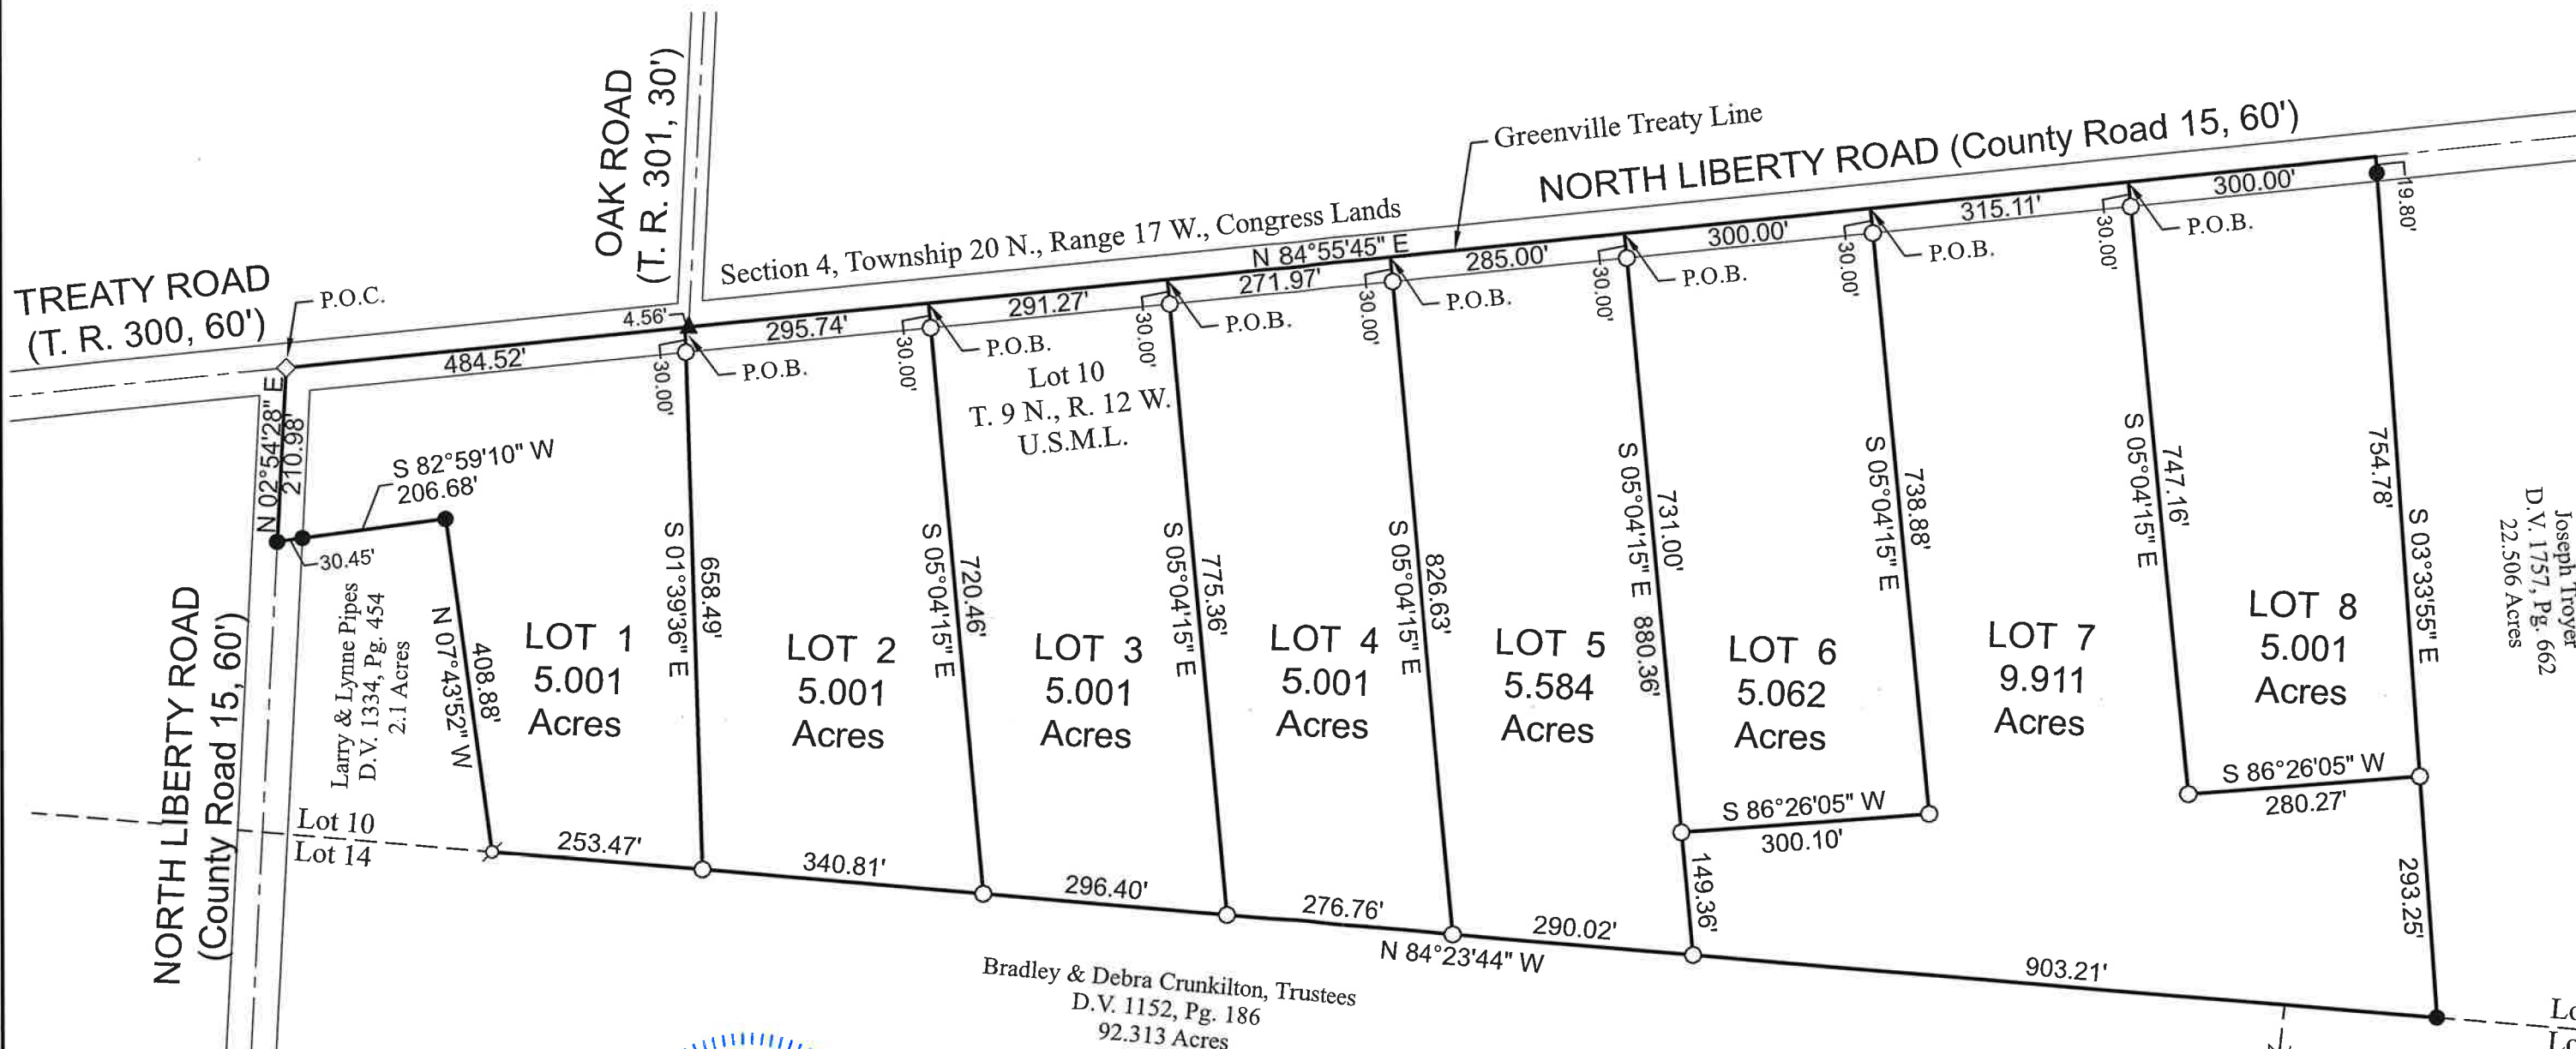 OAK ROAD
(T. R. 301, 30')
TREATY ROAD
(T. R. 300, 60')
P.O.C.
Greenville Treaty Line
NORTH LIBERTY ROAD (County Road 15, 60')
Section 4, Township 20 N., Range 17 W., Congress Lands
N 84°55'45" E
484.52'
4.56'
295.74'
291.27'
271.97'
285.00'
300.00'
315.11'
300.00'
30.00'
P.O.B.
30.00'
P.O.B.
30.00'
P.O.B.
30.00'
P.O.B.
30.00'
P.O.B.
30.00'
P.O.B.
30.00'
P.O.B.
19.80'
Lot 10
T. 9 N., R. 12 W.
U.S.M.L.
N 02°54'28" E
210.98'
S 82°59'10" W
206.68'
30.45'
Larry & Lynne Pipes
D.V. 1334, Pg. 454
2.1 Acres
N 07°43'52" W
408.88'
NORTH LIBERTY ROAD
(County Road 15, 60')
LOT 1
5.001
Acres
S 01°39'36" E
658.49'
LOT 2
5.001
Acres
S 05°04'15" E
720.46'
LOT 3
5.001
Acres
S 05°04'15" E
775.36'
LOT 4
5.001
Acres
S 05°04'15" E
826.63'
LOT 5
5.584
Acres
S 05°04'15" E 880.36'
731.00'
LOT 6
5.062
Acres
S 05°04'15" E
738.88'
LOT 7
9.911
Acres
S 05°04'15" E
747.16'
LOT 8
5.001
Acres
754.78'
S 03°33'55" E
Joseph Troyer
D.V. 1757, Pg. 662
22.506 Acres
S 86°26'05" W
300.10'
S 86°26'05" W
280.27'
149.36'
293.25'
Lot 10
Lot 14
253.47'
340.81'
296.40'
276.76'
290.02'
N 84°23'44" W
903.21'
Bradley & Debra Crunkilton, Trustees
D.V. 1152, Pg. 186
92.313 Acres